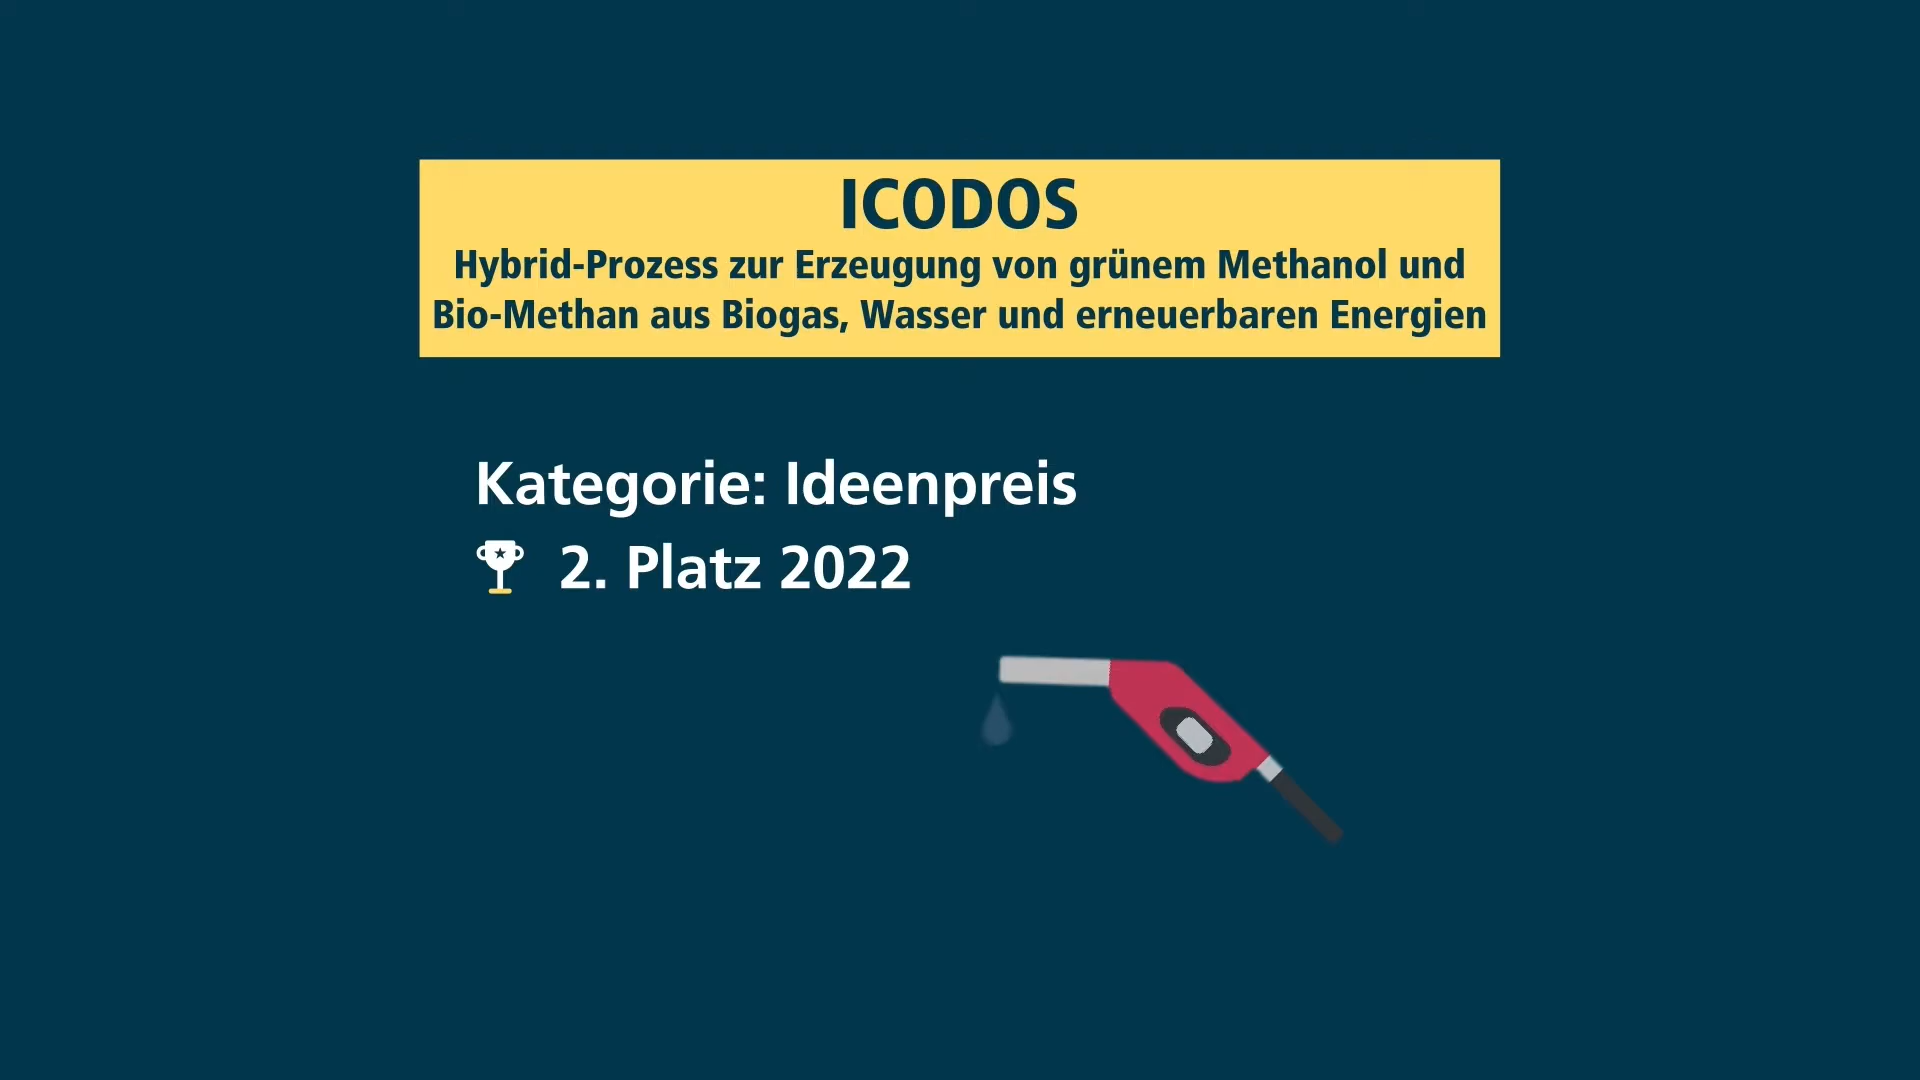 ICODOS
Hybrid-Prozess zur Erzeugung von grünem Methanol und
Bio-Methan aus Biogas, Wasser und erneuerbaren Energien
Kategorie: Ideenpreis
2. Platz 2022